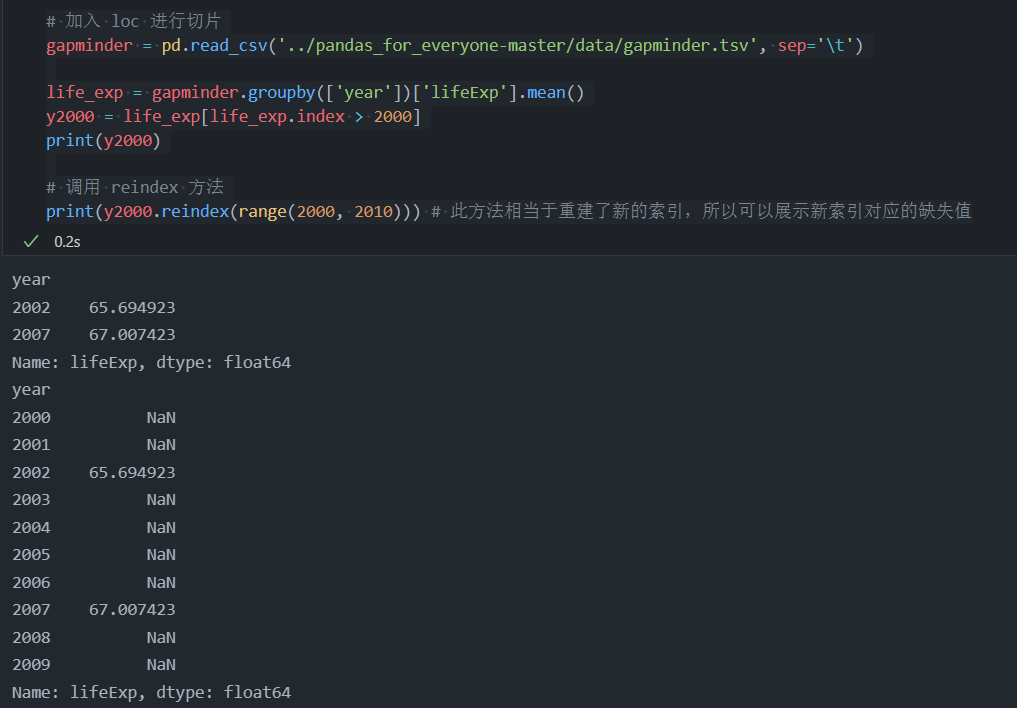 # 加入 loc 进行切片
gapminder = pd.read_csv('../pandas_for_everyone-master/data/gapminder.tsv', sep='\t')
life_exp = gapminder.groupby(['year'])['lifeExp'].mean()
y2000 = life_exp[life_exp.index > 2000]
print(y2000)
# 调用 reindex 方法
print(y2000.reindex(range(2000, 2010))) # 此方法相当于重建了新的索引，所以可以展示新索引对应的缺失值
0.2s
year
2002    65.694923
2007    67.007423
Name: lifeExp, dtype: float64
year
2000          NaN
2001          NaN
2002    65.694923
2003          NaN
2004          NaN
2005          NaN
2006          NaN
2007    67.007423
2008          NaN
2009          NaN
Name: lifeExp, dtype: float64